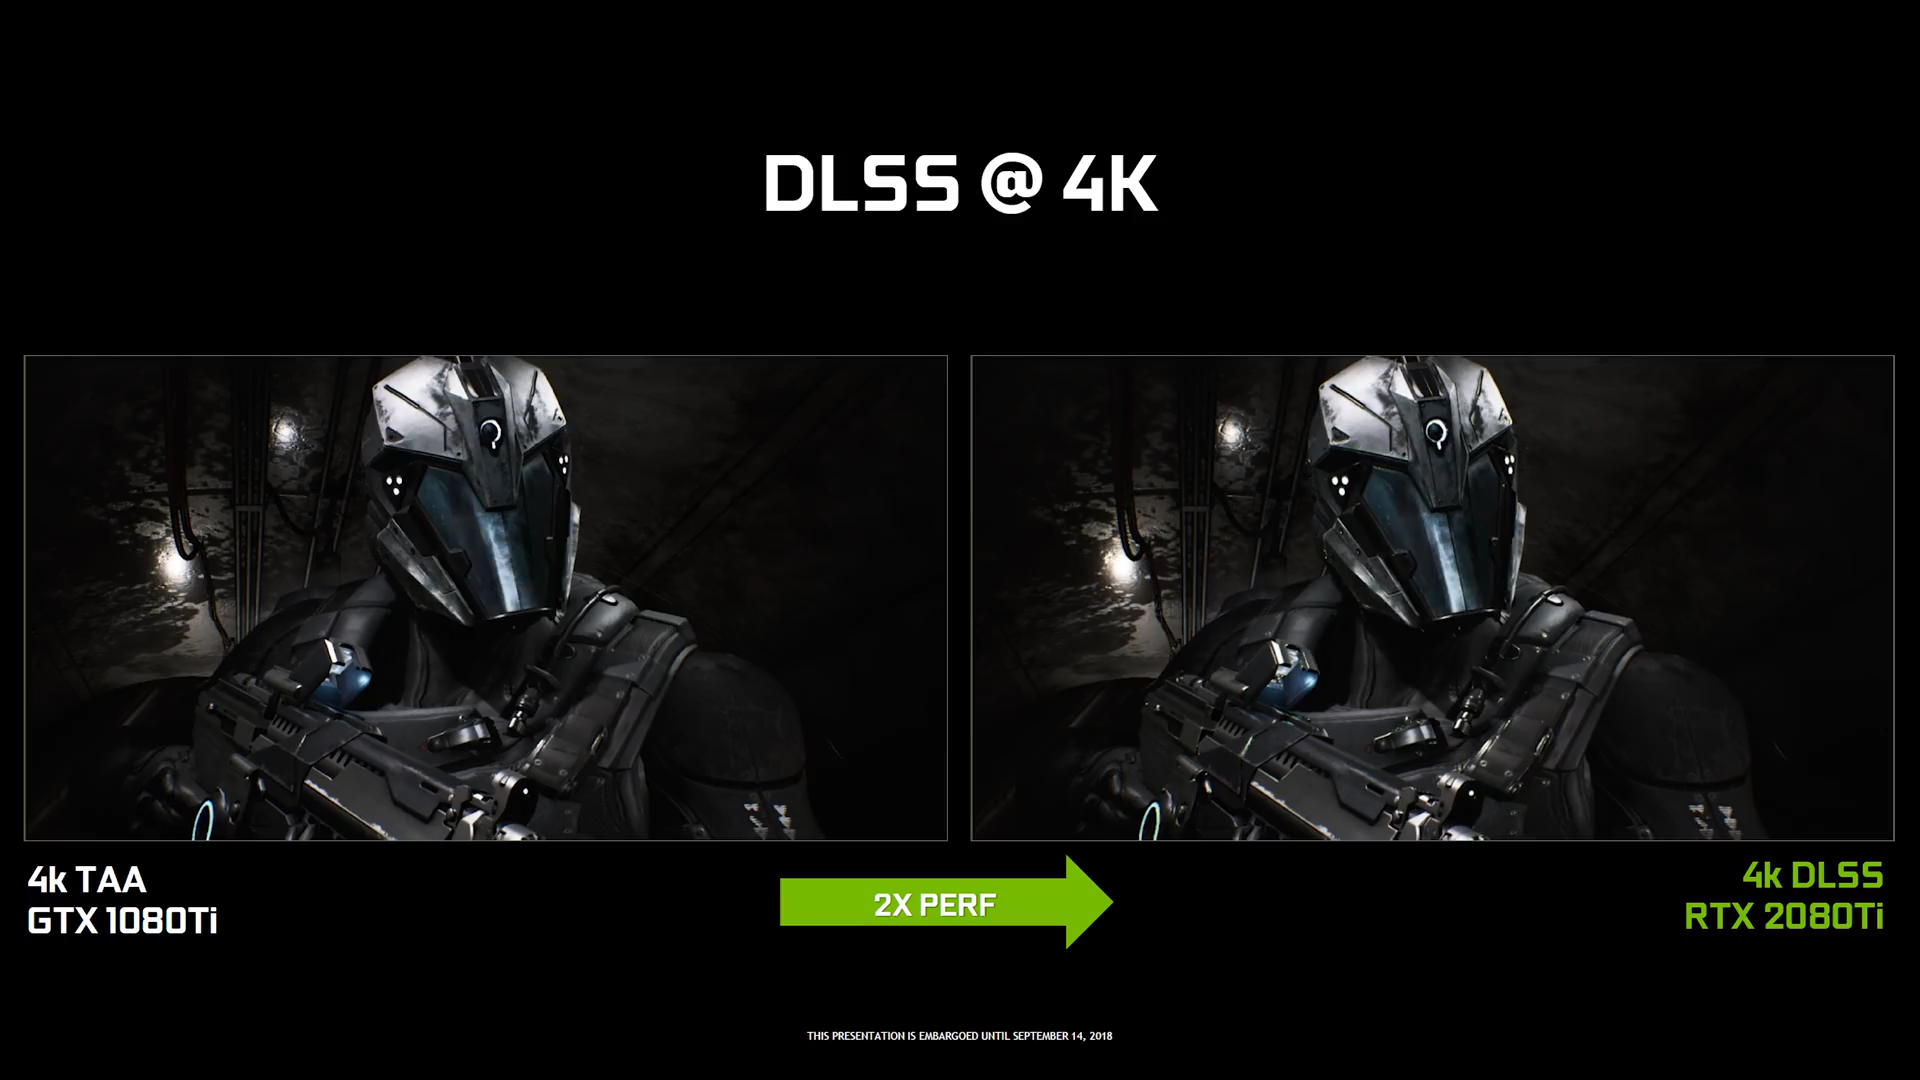 DLSS @ 4K
4k TAA
GTX 1080Ti
2X PERF
4k DLSS
RTX 2080Ti
THIS PRESENTATION IS EMBARGOED UNTIL SEPTEMBER 14, 2018